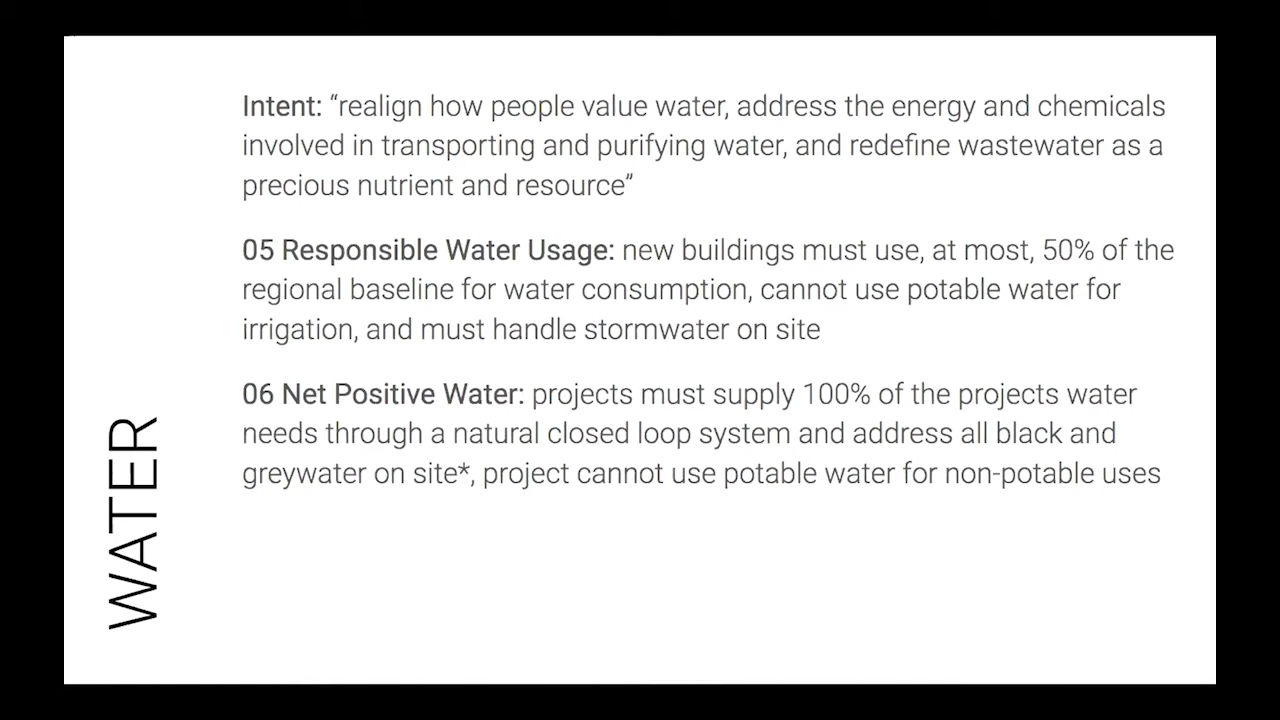 Intent: “realign how people value water, address the energy and chemicals
involved in transporting and purifying water, and redefine wastewater as a
precious nutrient and resource”
05 Responsible Water Usage: new buildings must use, at most, 50% of the
regional baseline for water consumption, cannot use potable water for
irrigation, and must handle stormwater on site
06 Net Positive Water: projects must supply 100% of the projects water
needs through a natural closed loop system and address all black and
greywater on site*, project cannot use potable water for non-potable uses
WATER